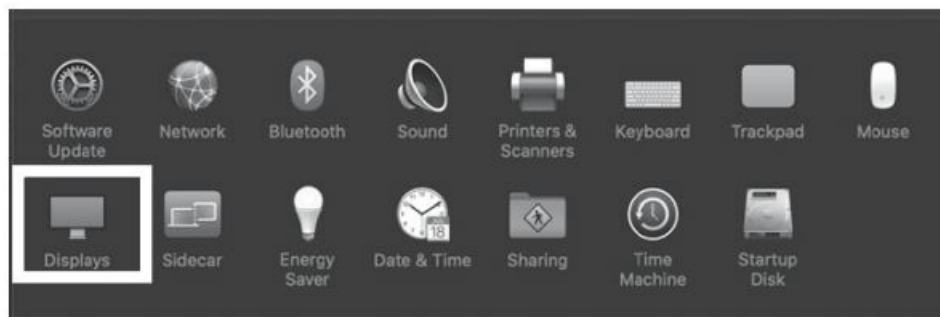 Software Update
Network
Bluetooth
Sound
Printers & Scanners
Keyboard
Trackpad
Mouse
Displays
Sidecar
Energy Saver
Date & Time
18
Sharing
Time Machine
Startup Disk